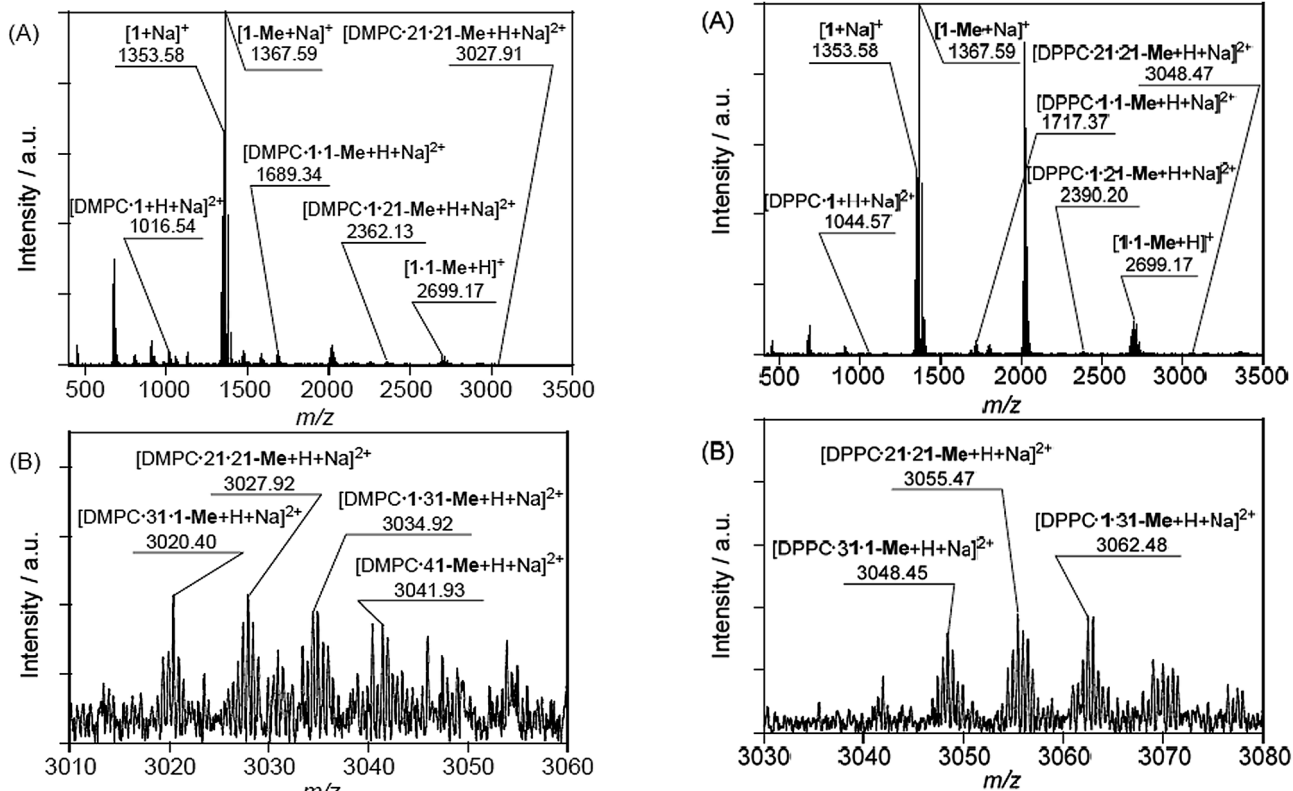 (A)
[1+Na]+
1353.58
[1-Me+Na]+
1367.59
[DMPC·21·21-Me+H+Na]2+
3027.91
[DMPC·1·1-Me+H+Na]2+
1689.34
[DMPC·1+H+Na]2+
1016.54
[DMPC·1·21-Me+H+Na]2+
2362.13
[1·1-Me+H]+
2699.17
Intensity / a.u.
500 1000 1500 2000 2500 3000 3500
m/z
(B)
[DMPC·21·21-Me+H+Na]2+
3027.92
[DMPC·1·31-Me+H+Na]2+
3034.92
[DMPC·31·1-Me+H+Na]2+
3020.40
[DMPC·41-Me+H+Na]2+
3041.93
Intensity / a.u.
3010 3020 3030 3040 3050 3060
m/z
(A)
[1+Na]+
1353.58
[1-Me+Na]+
1367.59
[DPPC·21·21-Me+H+Na]2+
3048.47
[DPPC·1·1-Me+H+Na]2+
1717.37
[DPPC·1·21-Me+H+Na]2+
2390.20
[DPPC·1+H+Na]2+
1044.57
[1·1-Me+H]+
2699.17
Intensity / a.u.
500 1000 1500 2000 2500 3000 3500
m/z
(B)
[DPPC·21·21-Me+H+Na]2+
3055.47
[DPPC·1·31-Me+H+Na]2+
3062.48
[DPPC·31·1-Me+H+Na]2+
3048.45
Intensity / a.u.
3030 3040 3050 3060 3070 3080
m/z